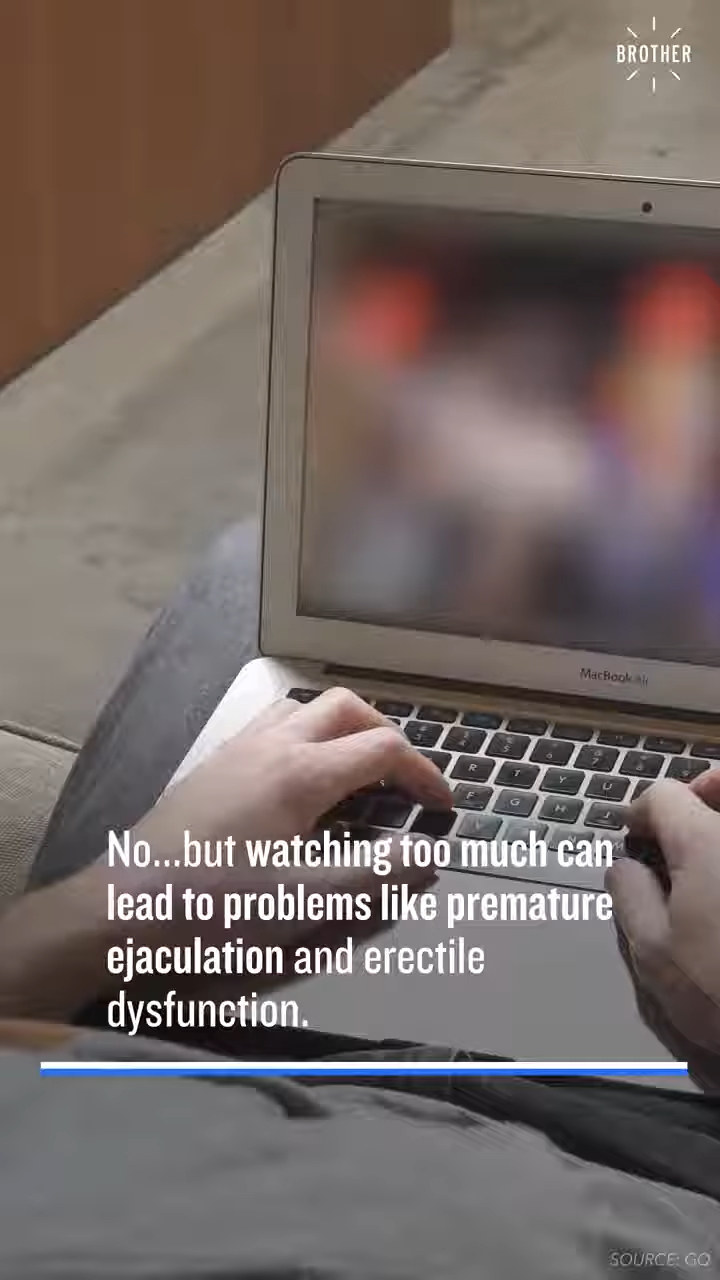 BROTHER
MacBook Air
No...but watching too much can
lead to problems like premature
ejaculation and erectile
dysfunction.
SOURCE: GQ